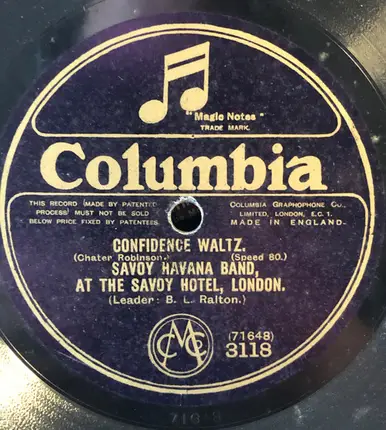 "Magic Notes"
TRADE MARK.
Columbia
THIS RECORD (MADE BY PATENTED
PROCESS) MUST NOT BE SOLD
BELOW PRICE FIXED BY PATENTEES.
COLUMBIA GRAPHOPHONE CO.,
LIMITED, LONDON, E.C. 1.
MADE IN ENGLAND.
CONFIDENCE WALTZ.
(Chater Robinson.) (Speed 80.)
SAVOY HAVANA BAND,
AT THE SAVOY HOTEL, LONDON.
(Leader: B. L. Ralton.)
MCPS
(71648)
3118